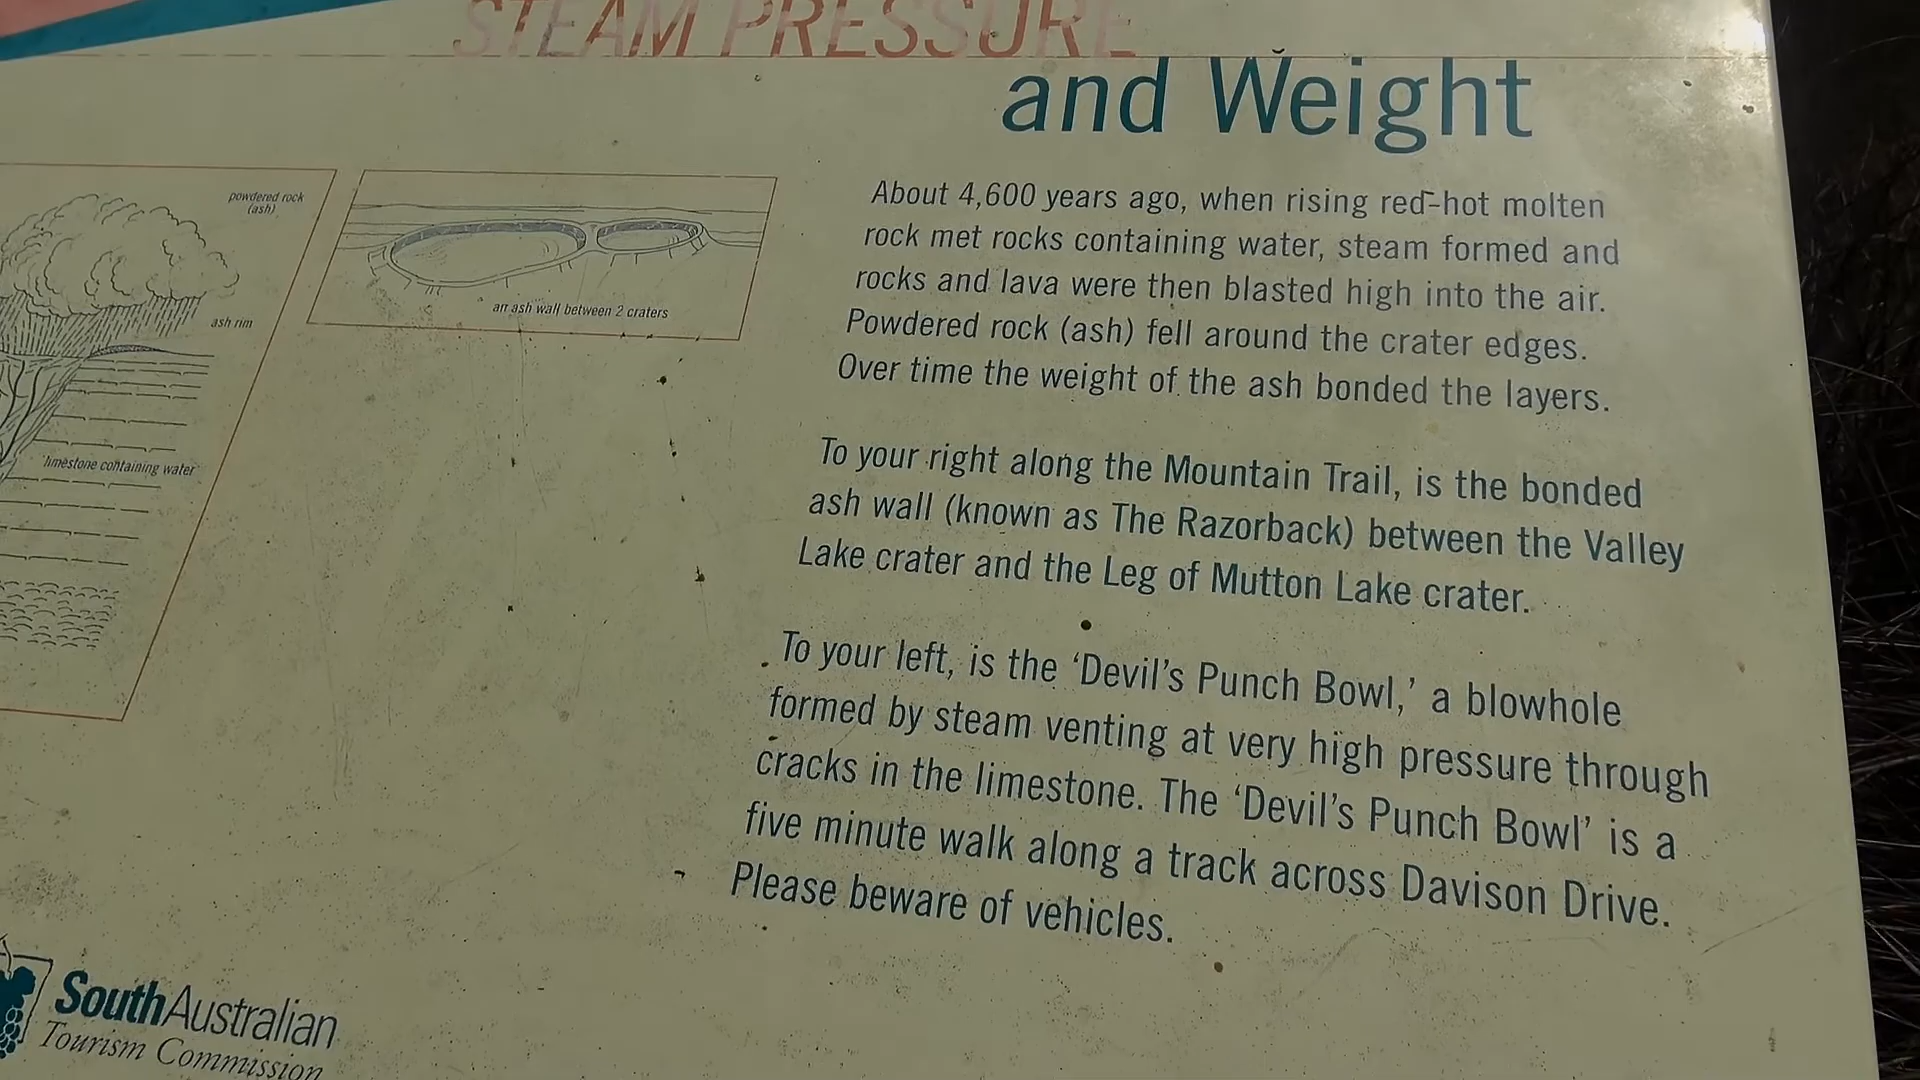 STEAM PRESSURE
and Weight
powdered rock
(ash)
ash rim
limestone containing water
an ash wall between 2 craters
About 4,600 years ago, when rising red-hot molten
rock met rocks containing water, steam formed and
rocks and lava were then blasted high into the air.
Powdered rock (ash) fell around the crater edges.
Over time the weight of the ash bonded the layers.
To your right along the Mountain Trail, is the bonded
ash wall (known as The Razorback) between the Valley
Lake crater and the Leg of Mutton Lake crater.
To your left, is the ‘Devil’s Punch Bowl,’ a blowhole
formed by steam venting at very high pressure through
cracks in the limestone. The ‘Devil’s Punch Bowl’ is a
five minute walk along a track across Davison Drive.
Please beware of vehicles.
SouthAustralian
Tourism Commission